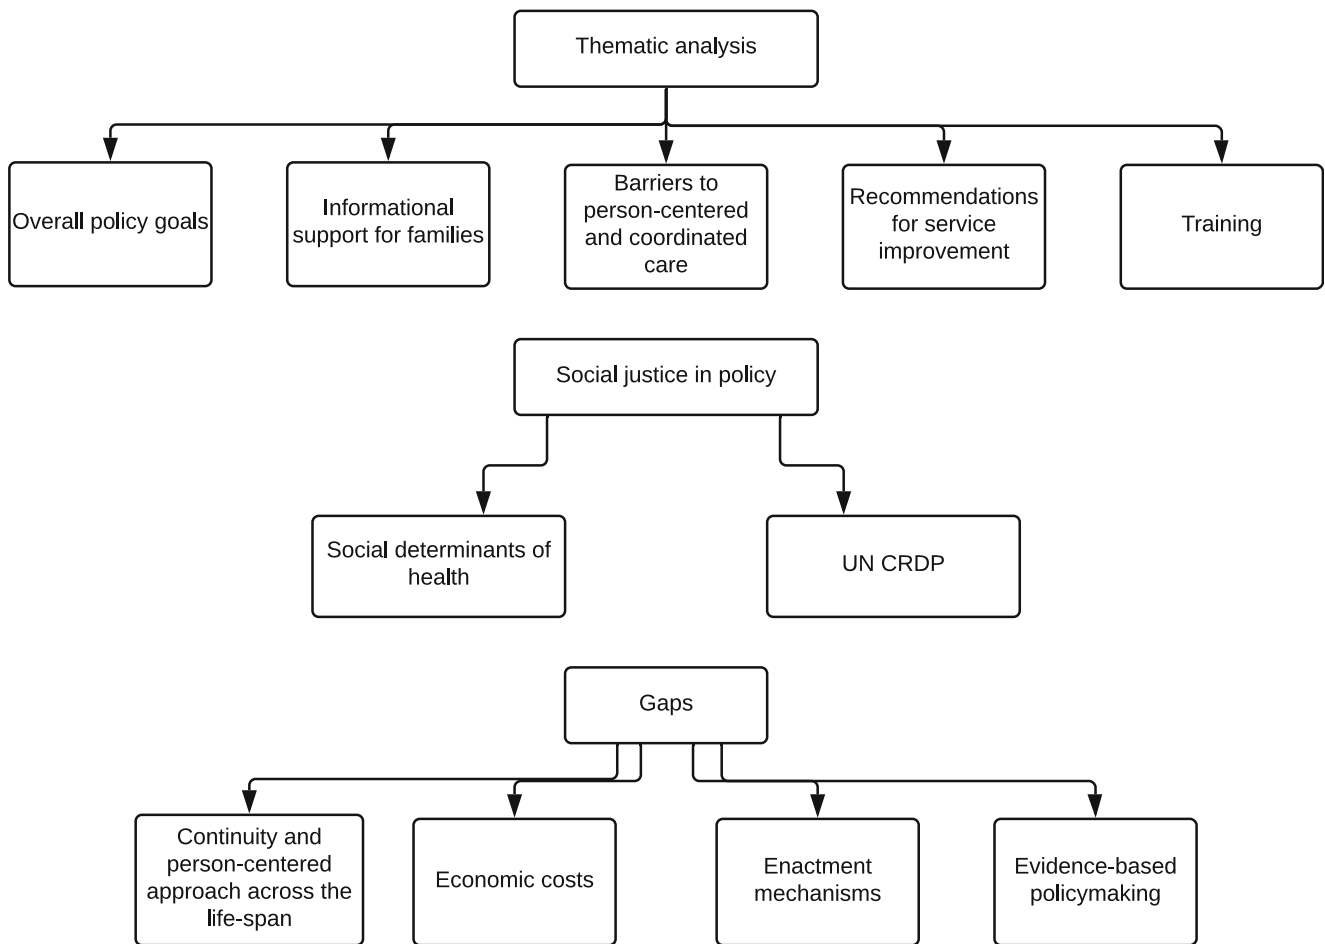 Thematic analysis
Overall policy goals
Informational
support for families
Barriers to
person-centered
and coordinated
care
Recommendations
for service
improvement
Training
Social justice in policy
Social determinants of
health
UN CRDP
Gaps
Continuity and
person-centered
approach across the
life-span
Economic costs
Enactment
mechanisms
Evidence-based
policymaking